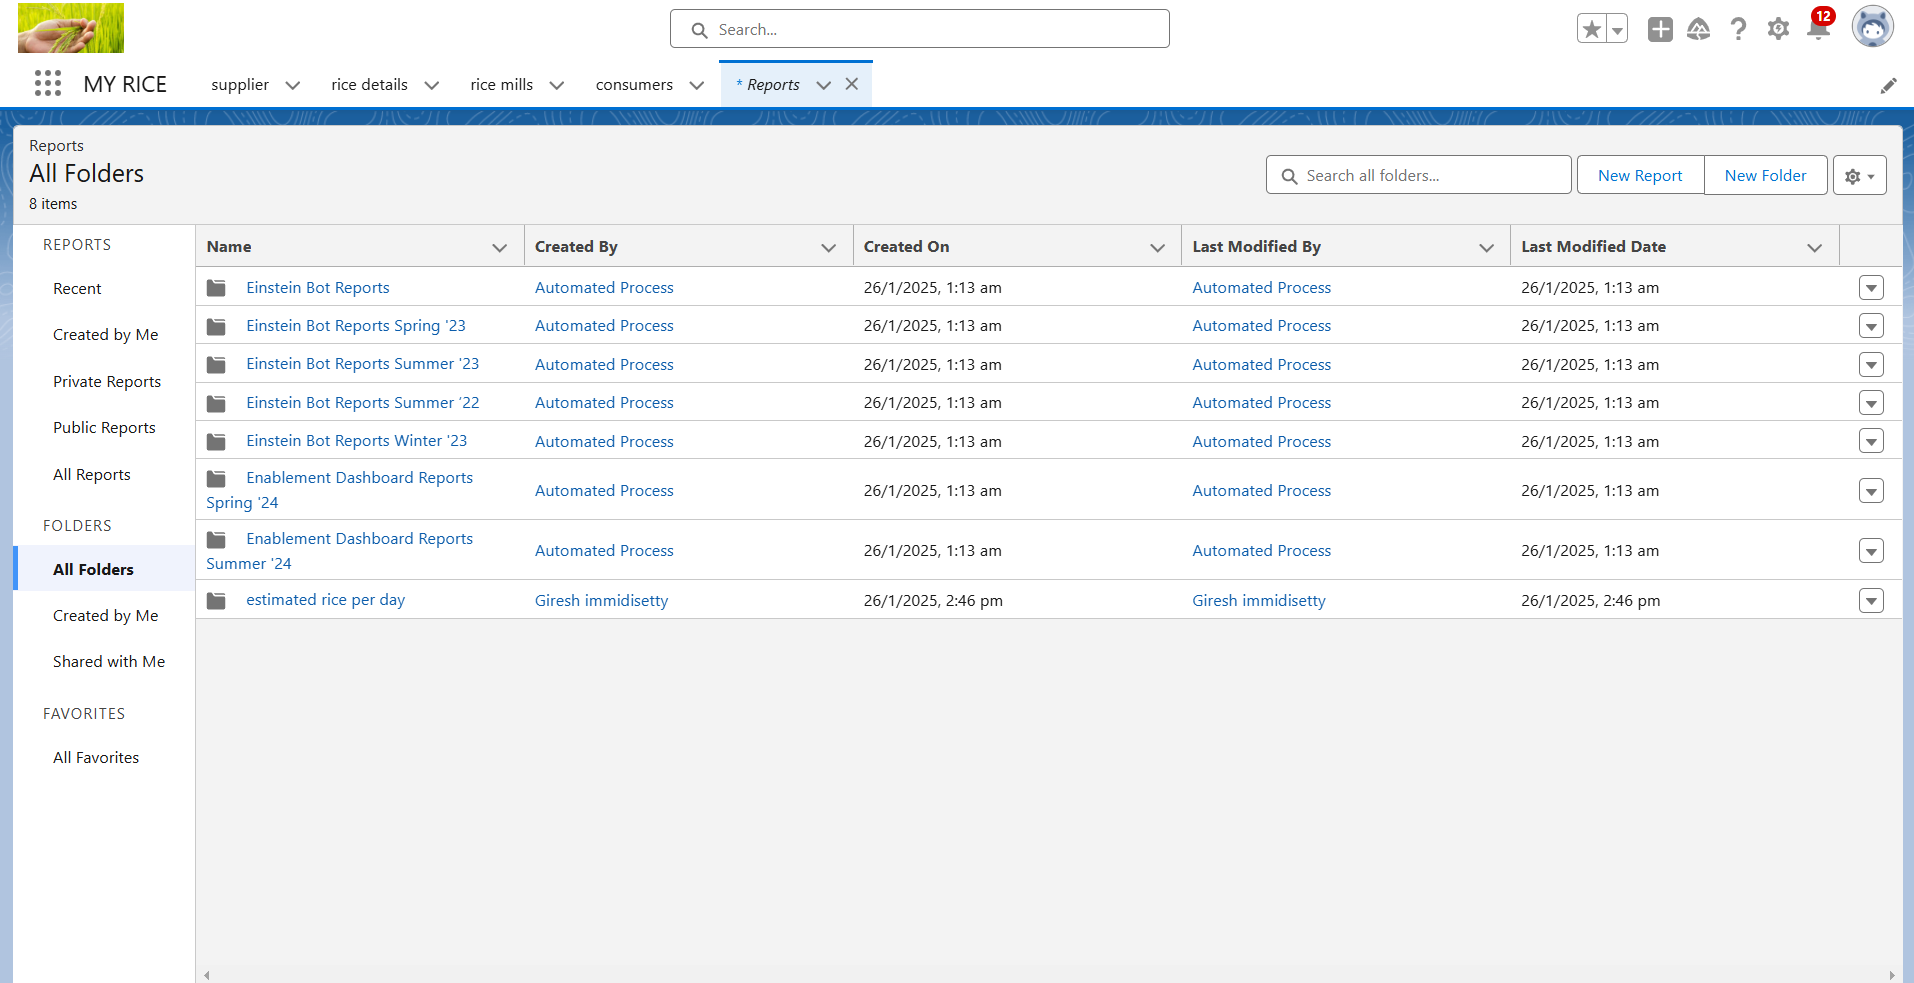 Search...
12
MY RICE
supplier
rice details
rice mills
consumers
* Reports
Reports
All Folders
8 items
Search all folders...
New Report
New Folder
REPORTS
Recent
Created by Me
Private Reports
Public Reports
All Reports
FOLDERS
All Folders
Created by Me
Shared with Me
FAVORITES
All Favorites
Name Created By Created On Last Modified By Last Modified Date
Einstein Bot Reports Automated Process 26/1/2025, 1:13 am Automated Process 26/1/2025, 1:13 am
Einstein Bot Reports Spring '23 Automated Process 26/1/2025, 1:13 am Automated Process 26/1/2025, 1:13 am
Einstein Bot Reports Summer '23 Automated Process 26/1/2025, 1:13 am Automated Process 26/1/2025, 1:13 am
Einstein Bot Reports Summer ‘22 Automated Process 26/1/2025, 1:13 am Automated Process 26/1/2025, 1:13 am
Einstein Bot Reports Winter '23 Automated Process 26/1/2025, 1:13 am Automated Process 26/1/2025, 1:13 am
Enablement Dashboard Reports
Spring '24 Automated Process 26/1/2025, 1:13 am Automated Process 26/1/2025, 1:13 am
Enablement Dashboard Reports
Summer '24 Automated Process 26/1/2025, 1:13 am Automated Process 26/1/2025, 1:13 am
estimated rice per day Giresh immidisetty 26/1/2025, 2:46 pm Giresh immidisetty 26/1/2025, 2:46 pm